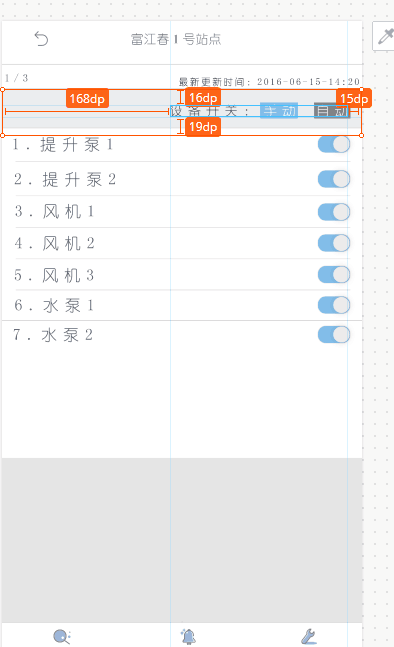 富江春1号站点
1/3
最新更新时间: 2016-06-15-14:20
168dp
16dp
15dp
设备开关: 手动 自动
19dp
1. 提升泵1
2. 提升泵2
3. 风机1
4. 风机2
5. 风机3
6. 水泵1
7. 水泵2